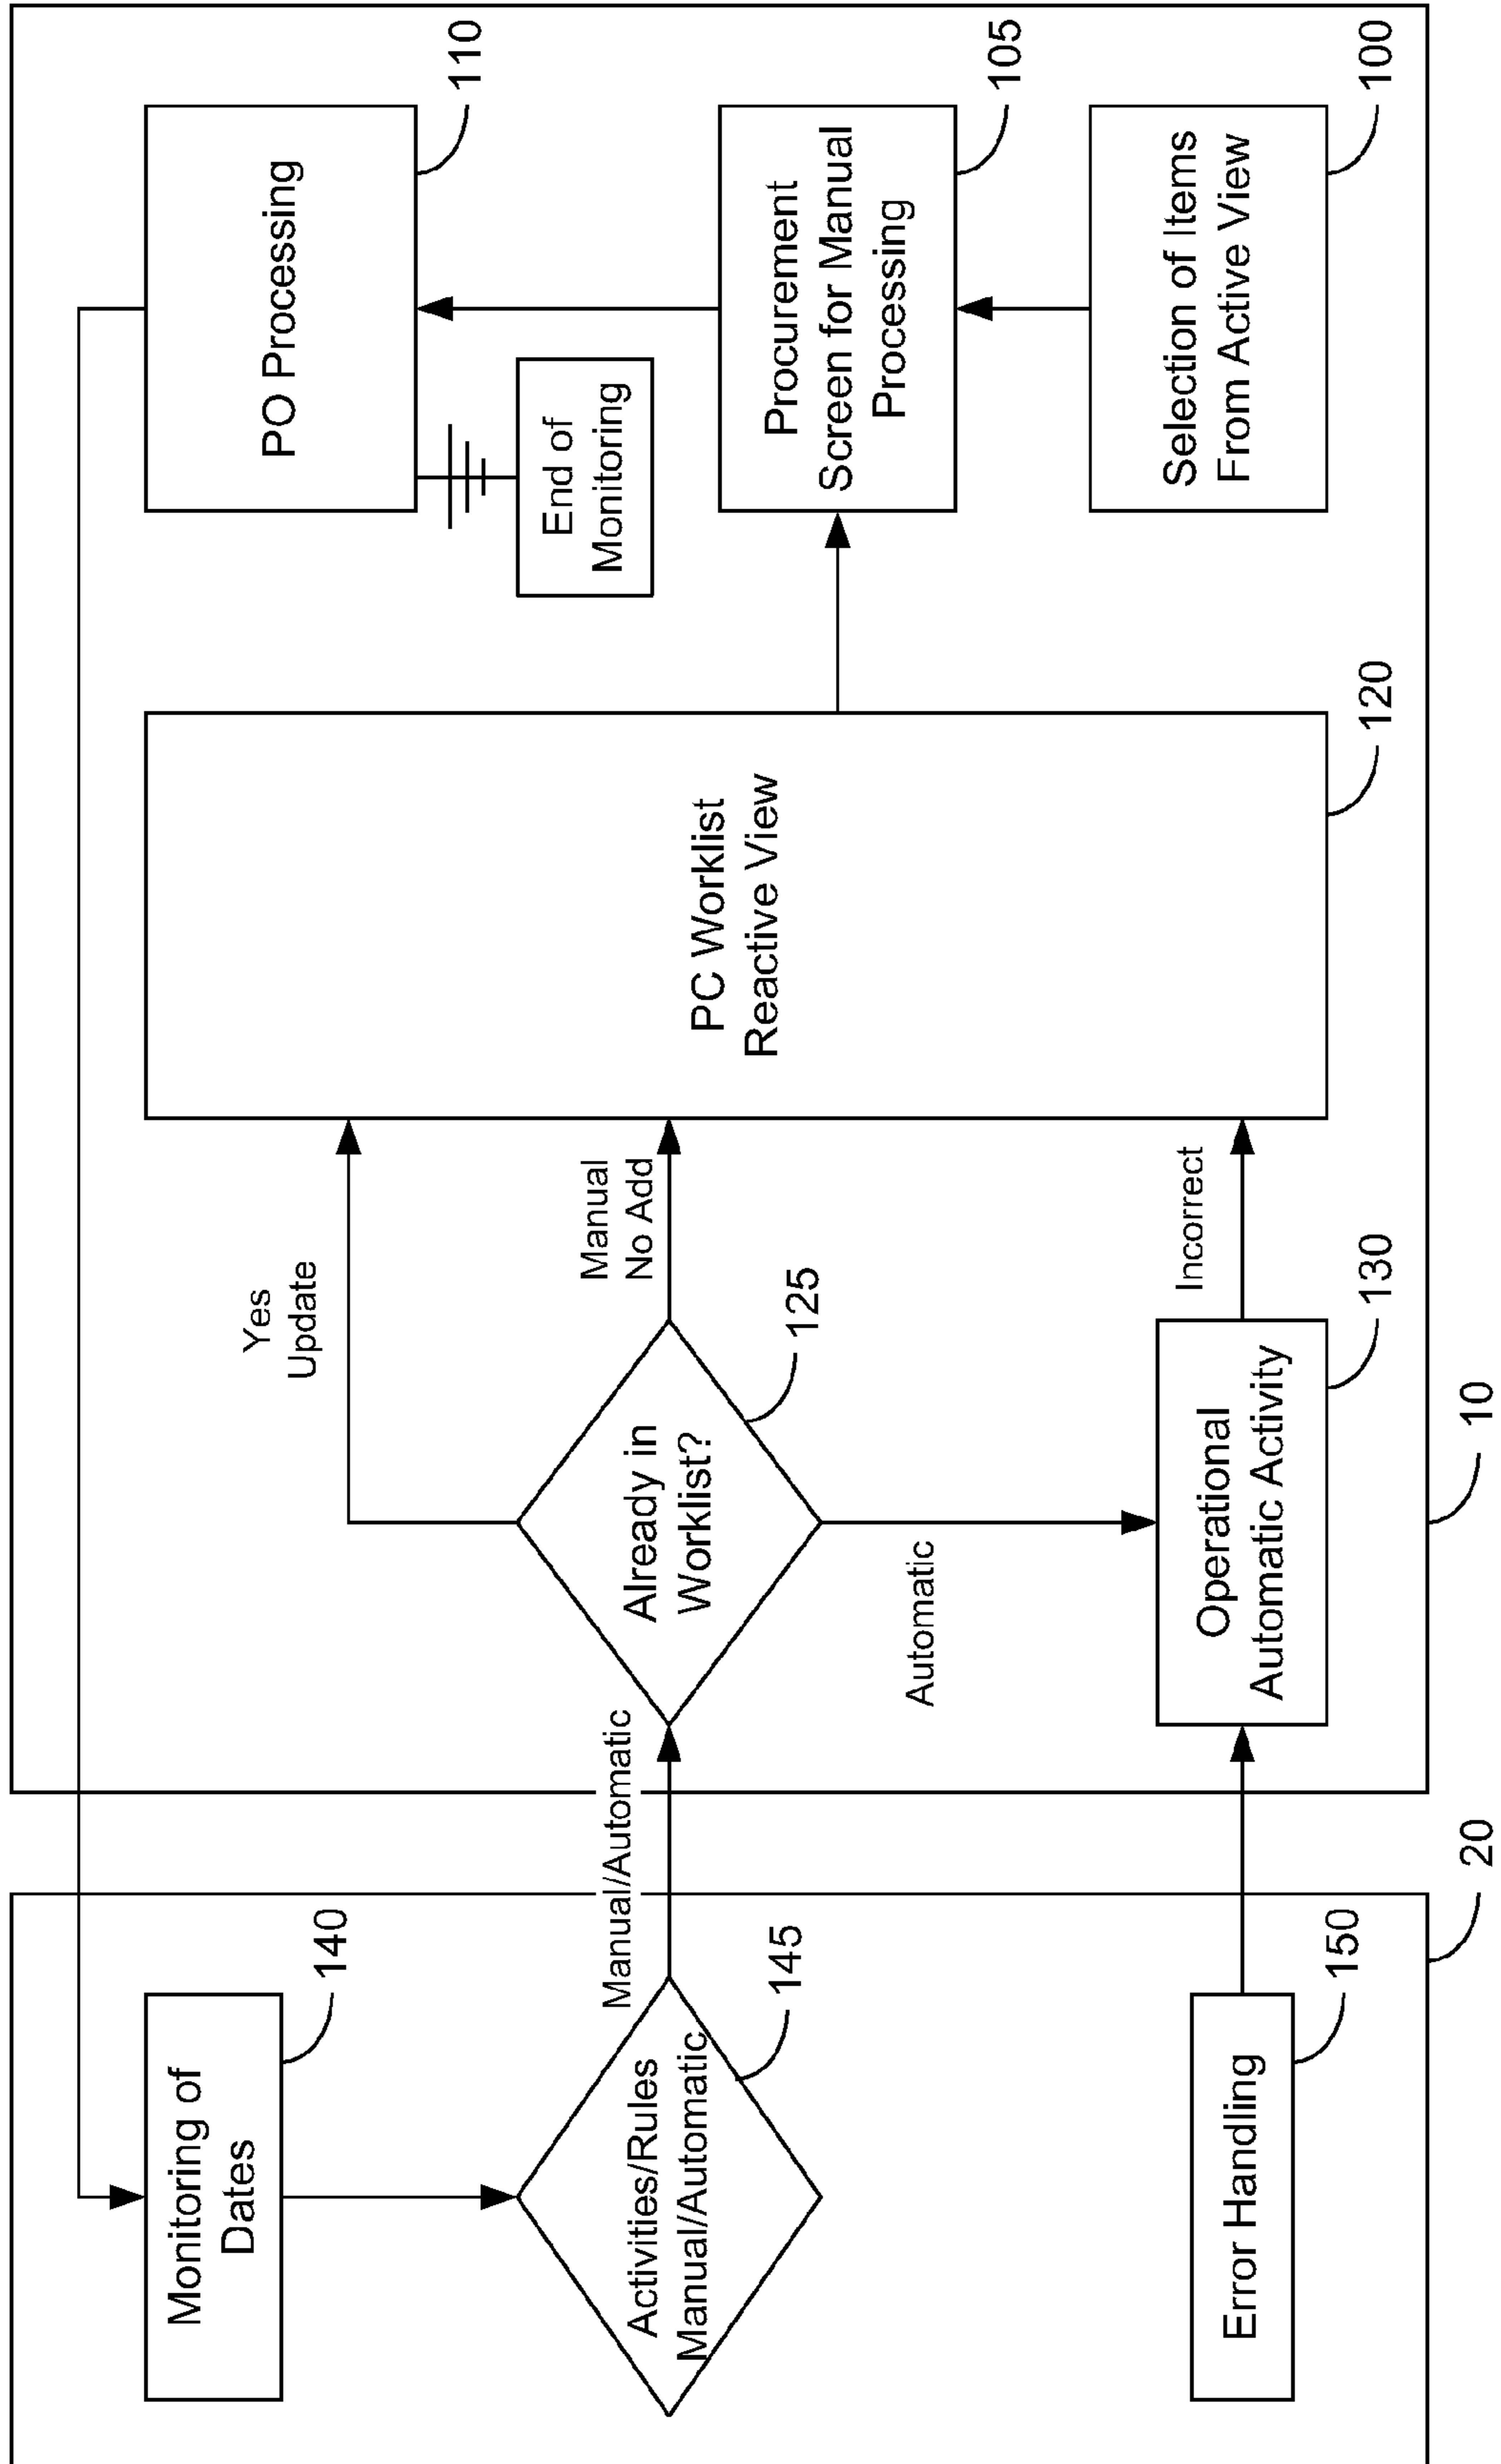 Monitoring of
Dates
140
Activities/Rules
Manual/Automatic
145
Error Handling
150
20
Manual/Automatic
Already in
Worklist?
125
Yes
Update
Manual
No Add
Automatic
Operational
Automatic Activity
130
Incorrect
10
PC Worklist
Reactive View
120
PO Processing
110
End of
Monitoring
Procurement
Screen for Manual
Processing
105
Selection of Items
From Active View
100